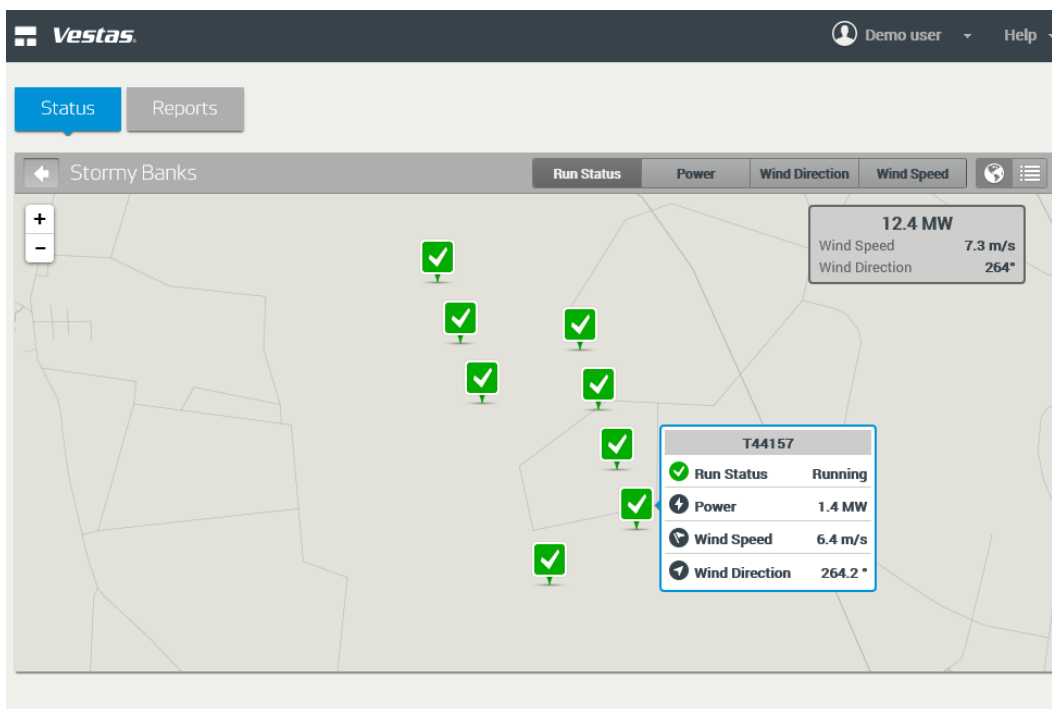 Vestas.
Demo user
Help
Status
Reports
Stormy Banks
Run Status
Power
Wind Direction
Wind Speed
+
−
12.4 MW
Wind Speed 7.3 m/s
Wind Direction 264°
T44157
Run Status Running
Power 1.4 MW
Wind Speed 6.4 m/s
Wind Direction 264.2 °